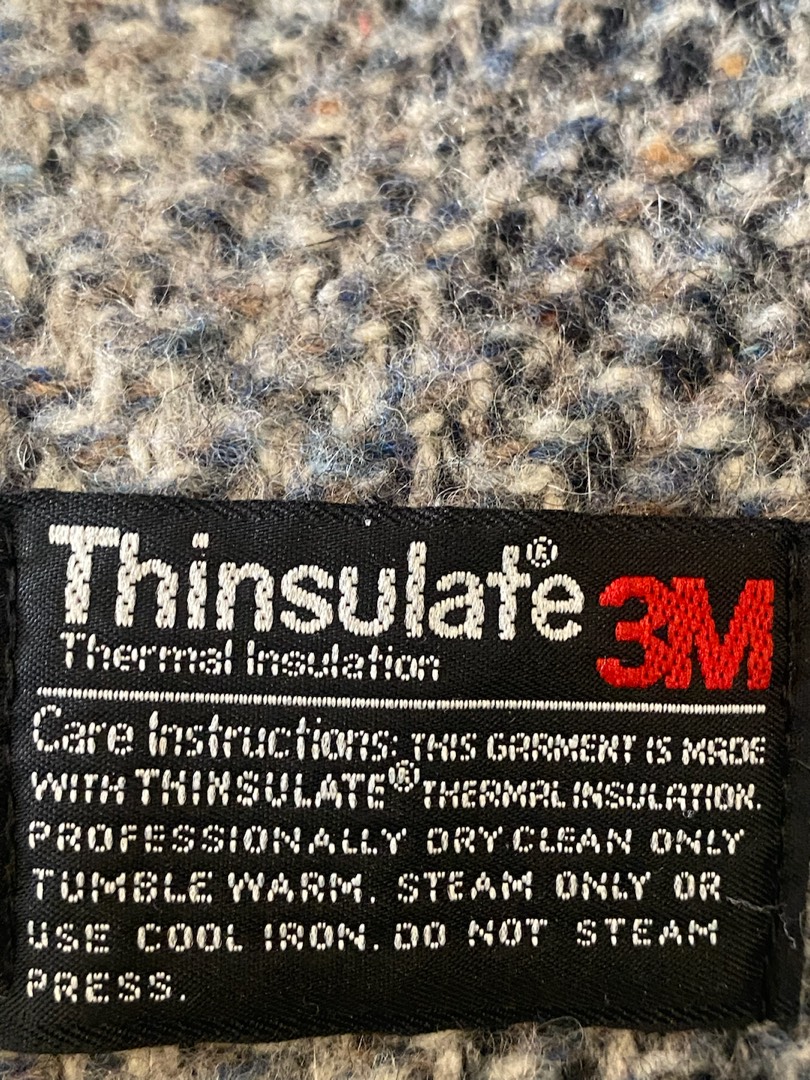 Thinsulate® 3M
Thermal Insulation
Care Instructions: THIS GARMENT IS MADE
WITH THINSULATE® THERMAL INSULATION.
PROFESSIONALLY DRY CLEAN ONLY
TUMBLE WARM. STEAM ONLY OR
USE COOL IRON. DO NOT STEAM
PRESS.